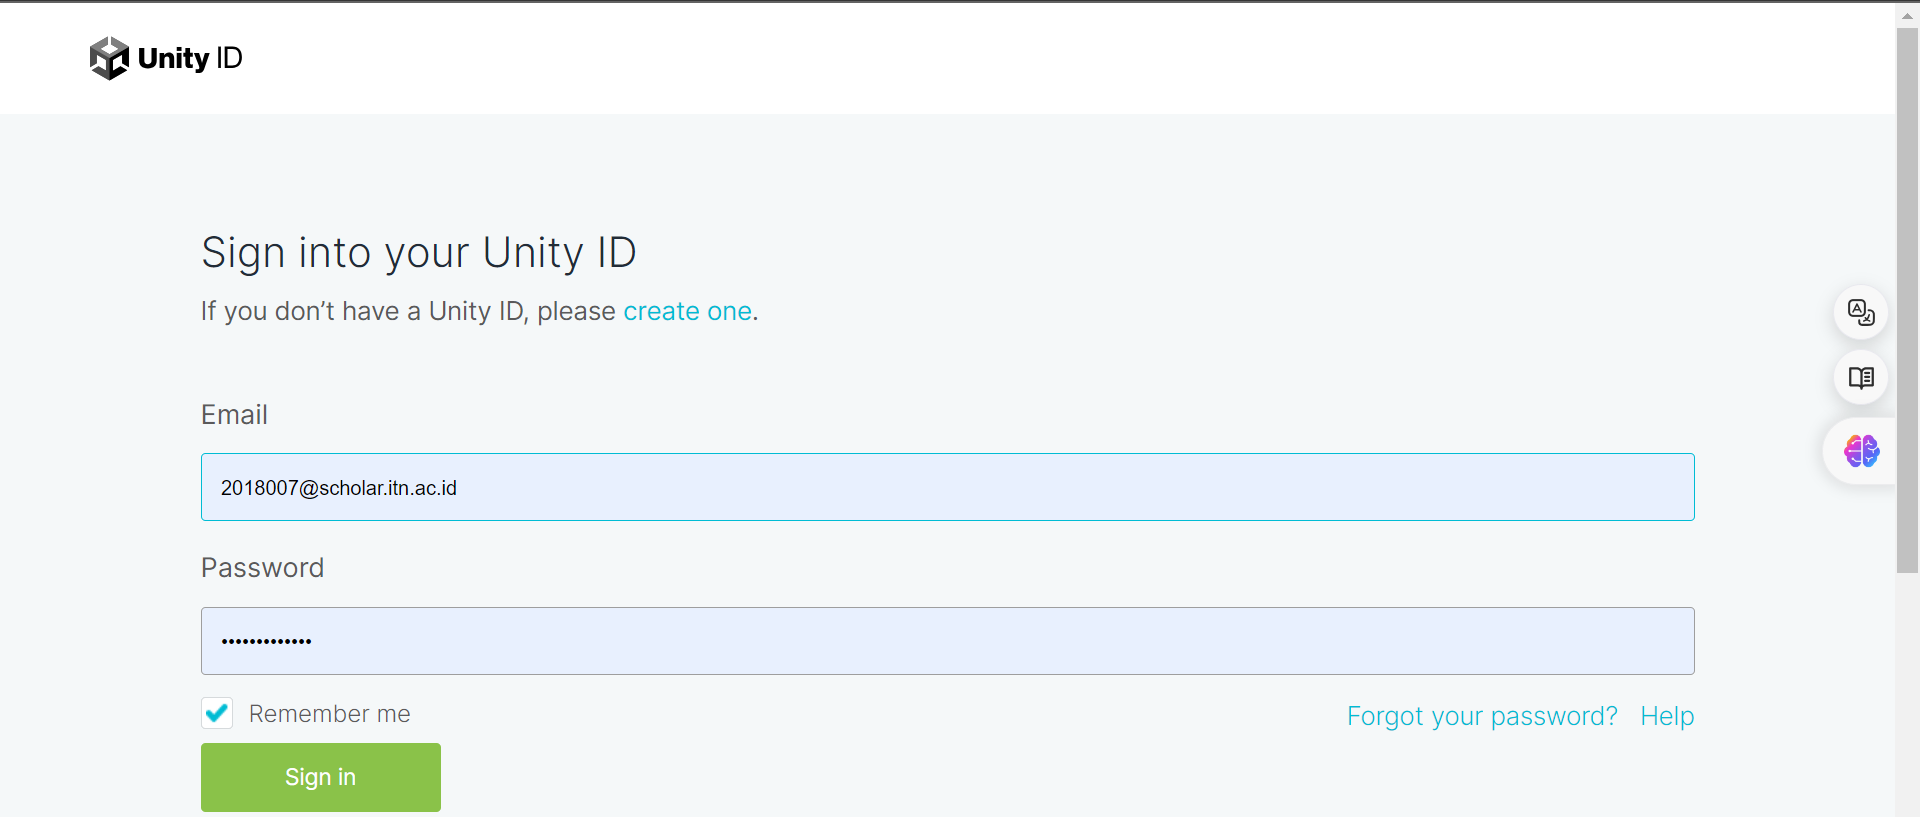 Unity ID
Sign into your Unity ID
If you don’t have a Unity ID, please create one.
Email
2018007@scholar.itn.ac.id
Password
•••••••••••••
Remember me
Forgot your password? Help
Sign in